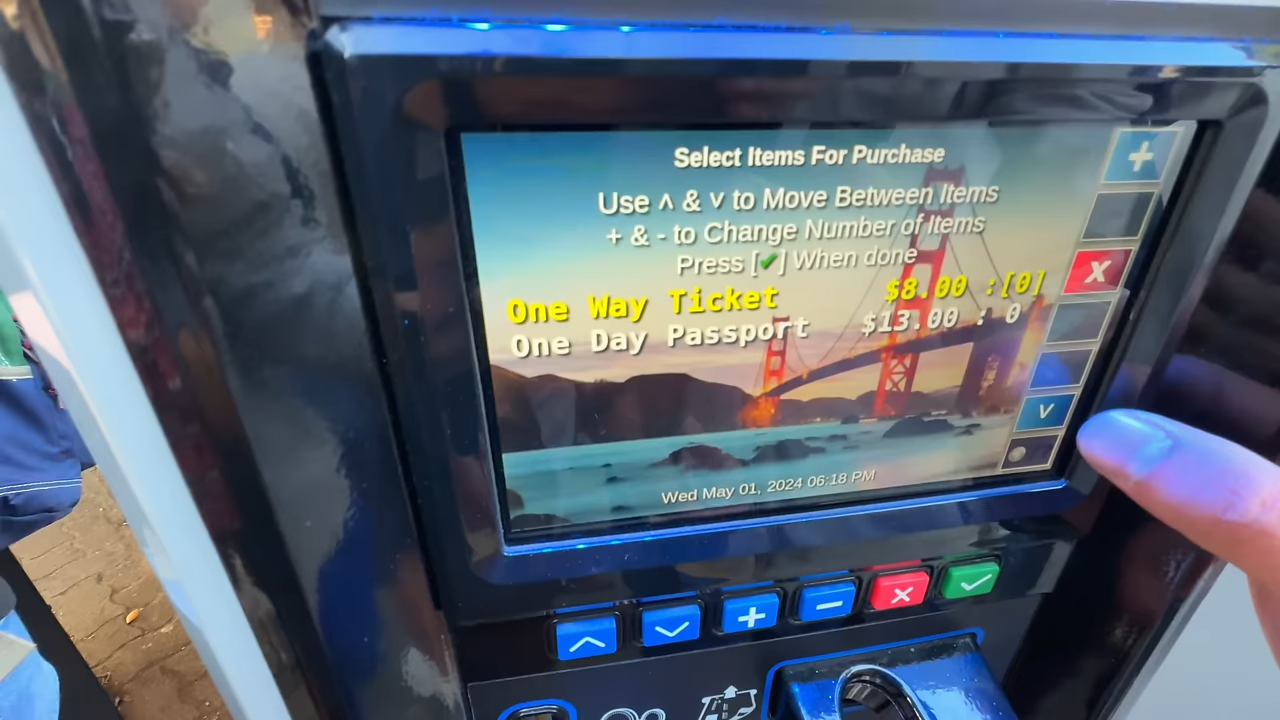 Select Items For Purchase
Use ˄ & ˅ to Move Between Items
+ & - to Change Number of Items
Press [✔] When done
One Way Ticket $8.00 :[0]
One Day Passport $13.00 : 0
Wed May 01, 2024 06:18 PM
+
X
V